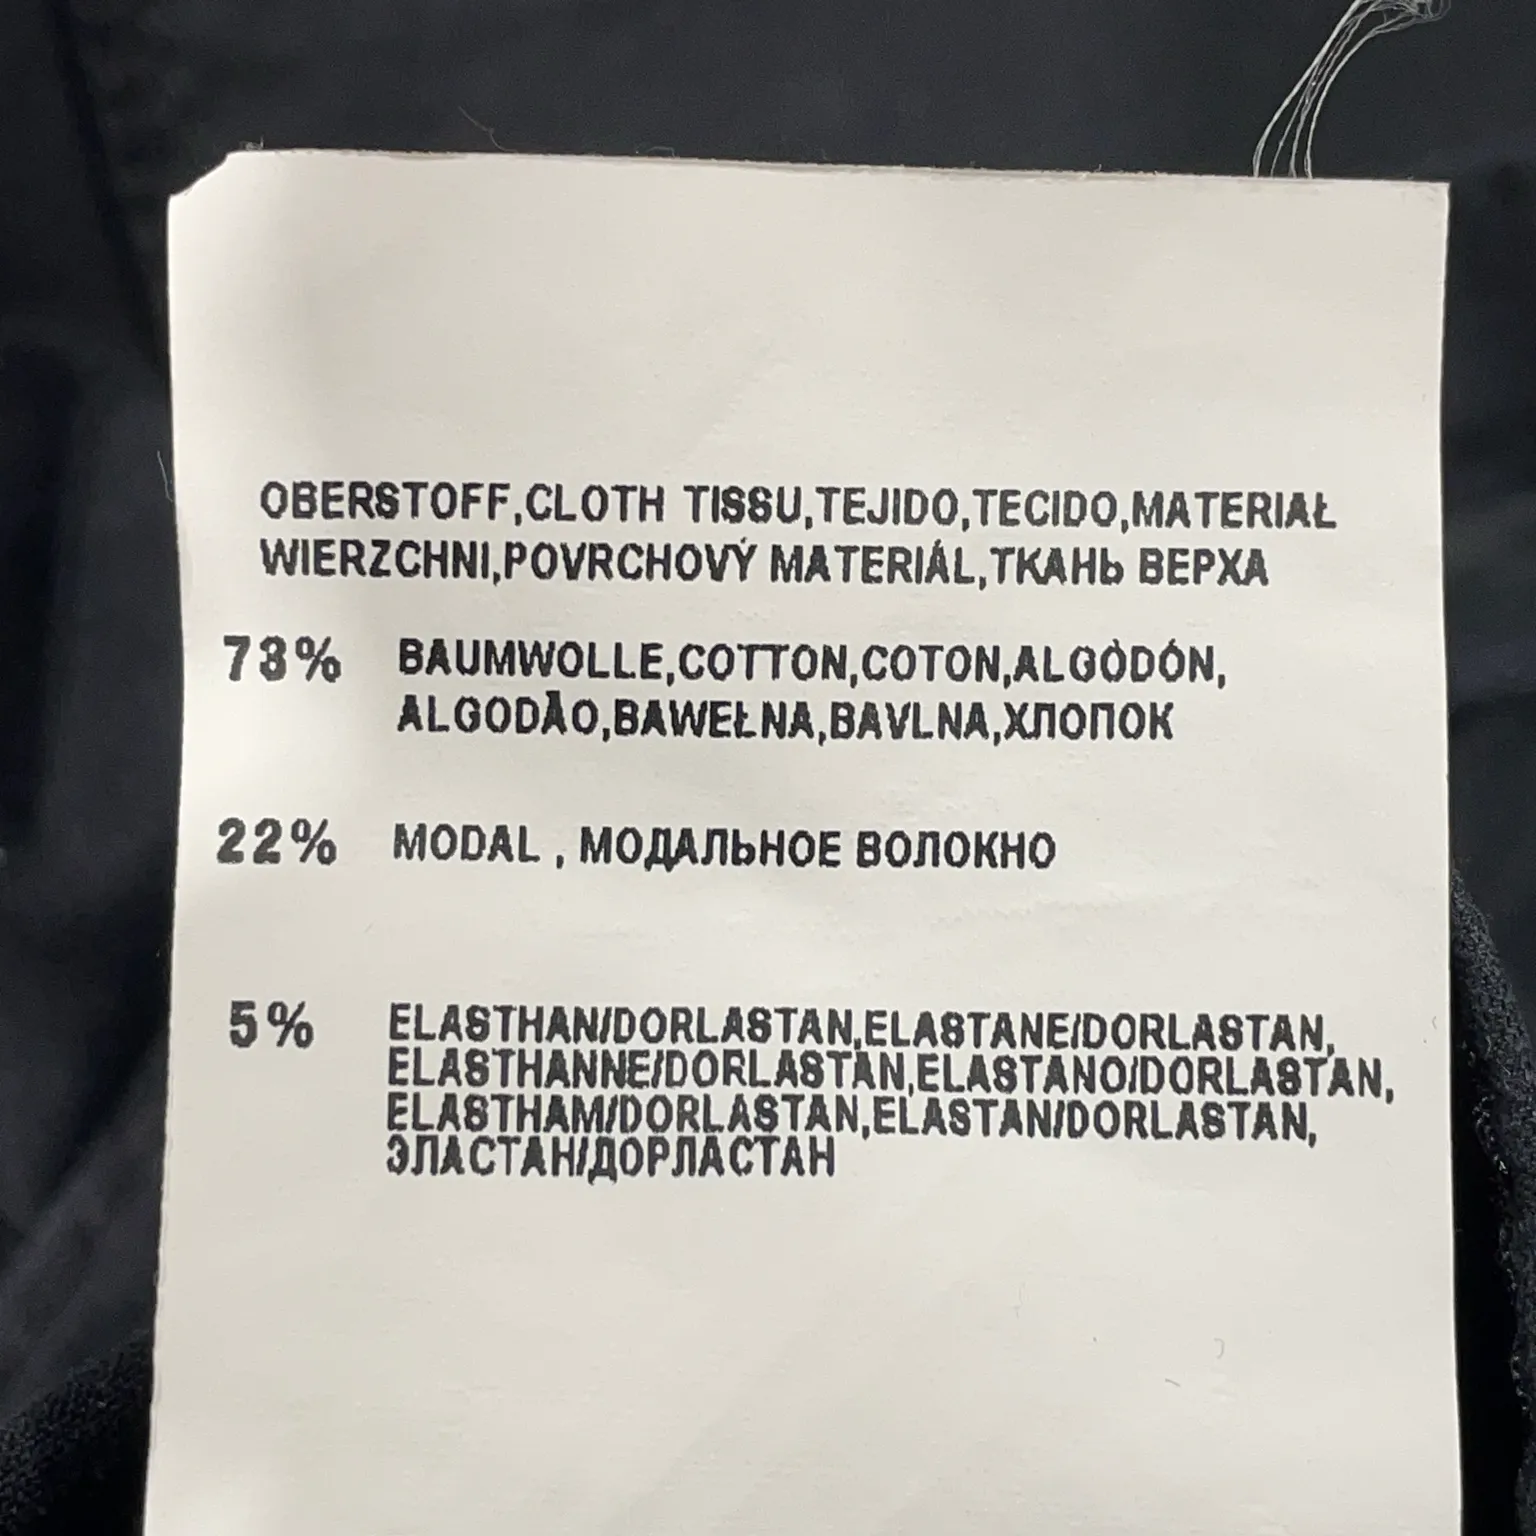 OBERSTOFF,CLOTH TISSU,TEJIDO,TECIDO,MATERIAŁ
WIERZCHNI,POVRCHOVÝ MATERIÁL,ТКАНЬ ВЕРХА
73% BAUMWOLLE,COTTON,COTON,ALGÒDÓN,
ALGODÃO,BAWEŁNA,BAVLNA,ХЛОПОК
22% MODAL , МОДАЛЬНОЕ ВОЛОКНО
5% ELASTHAN/DORLASTAN,ELASTANE/DORLASTAN,
ELASTHANNE/DORLASTAN,ELASTANO/DORLASTAN,
ELASTHAM/DORLASTAN,ELASTAN/DORLASTAN,
ЭЛАСТАН/ДОРЛАСТАН